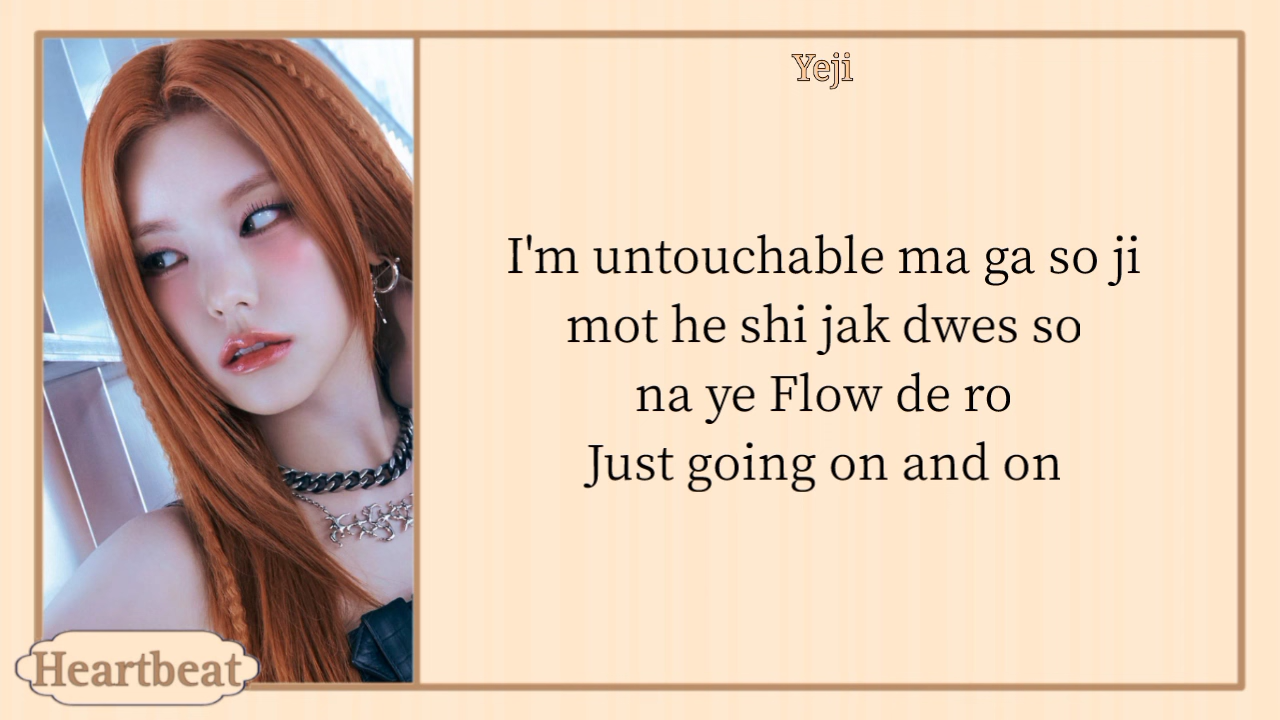 Yeji
I'm untouchable ma ga so ji
mot he shi jak dwes so
na ye Flow de ro
Just going on and on
Heartbeat